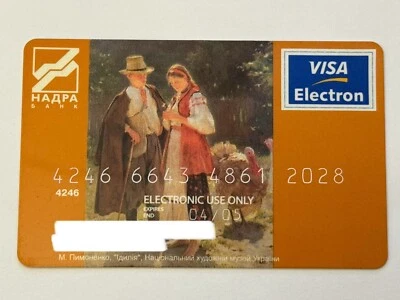 НАДРА
БАНК
VISA
Electron
4246 6643 4861 2028
4246
ELECTRONIC USE ONLY
EXPIRES
END
04/05
М. Пимоненко, "Ідилія", Національний художній музей України